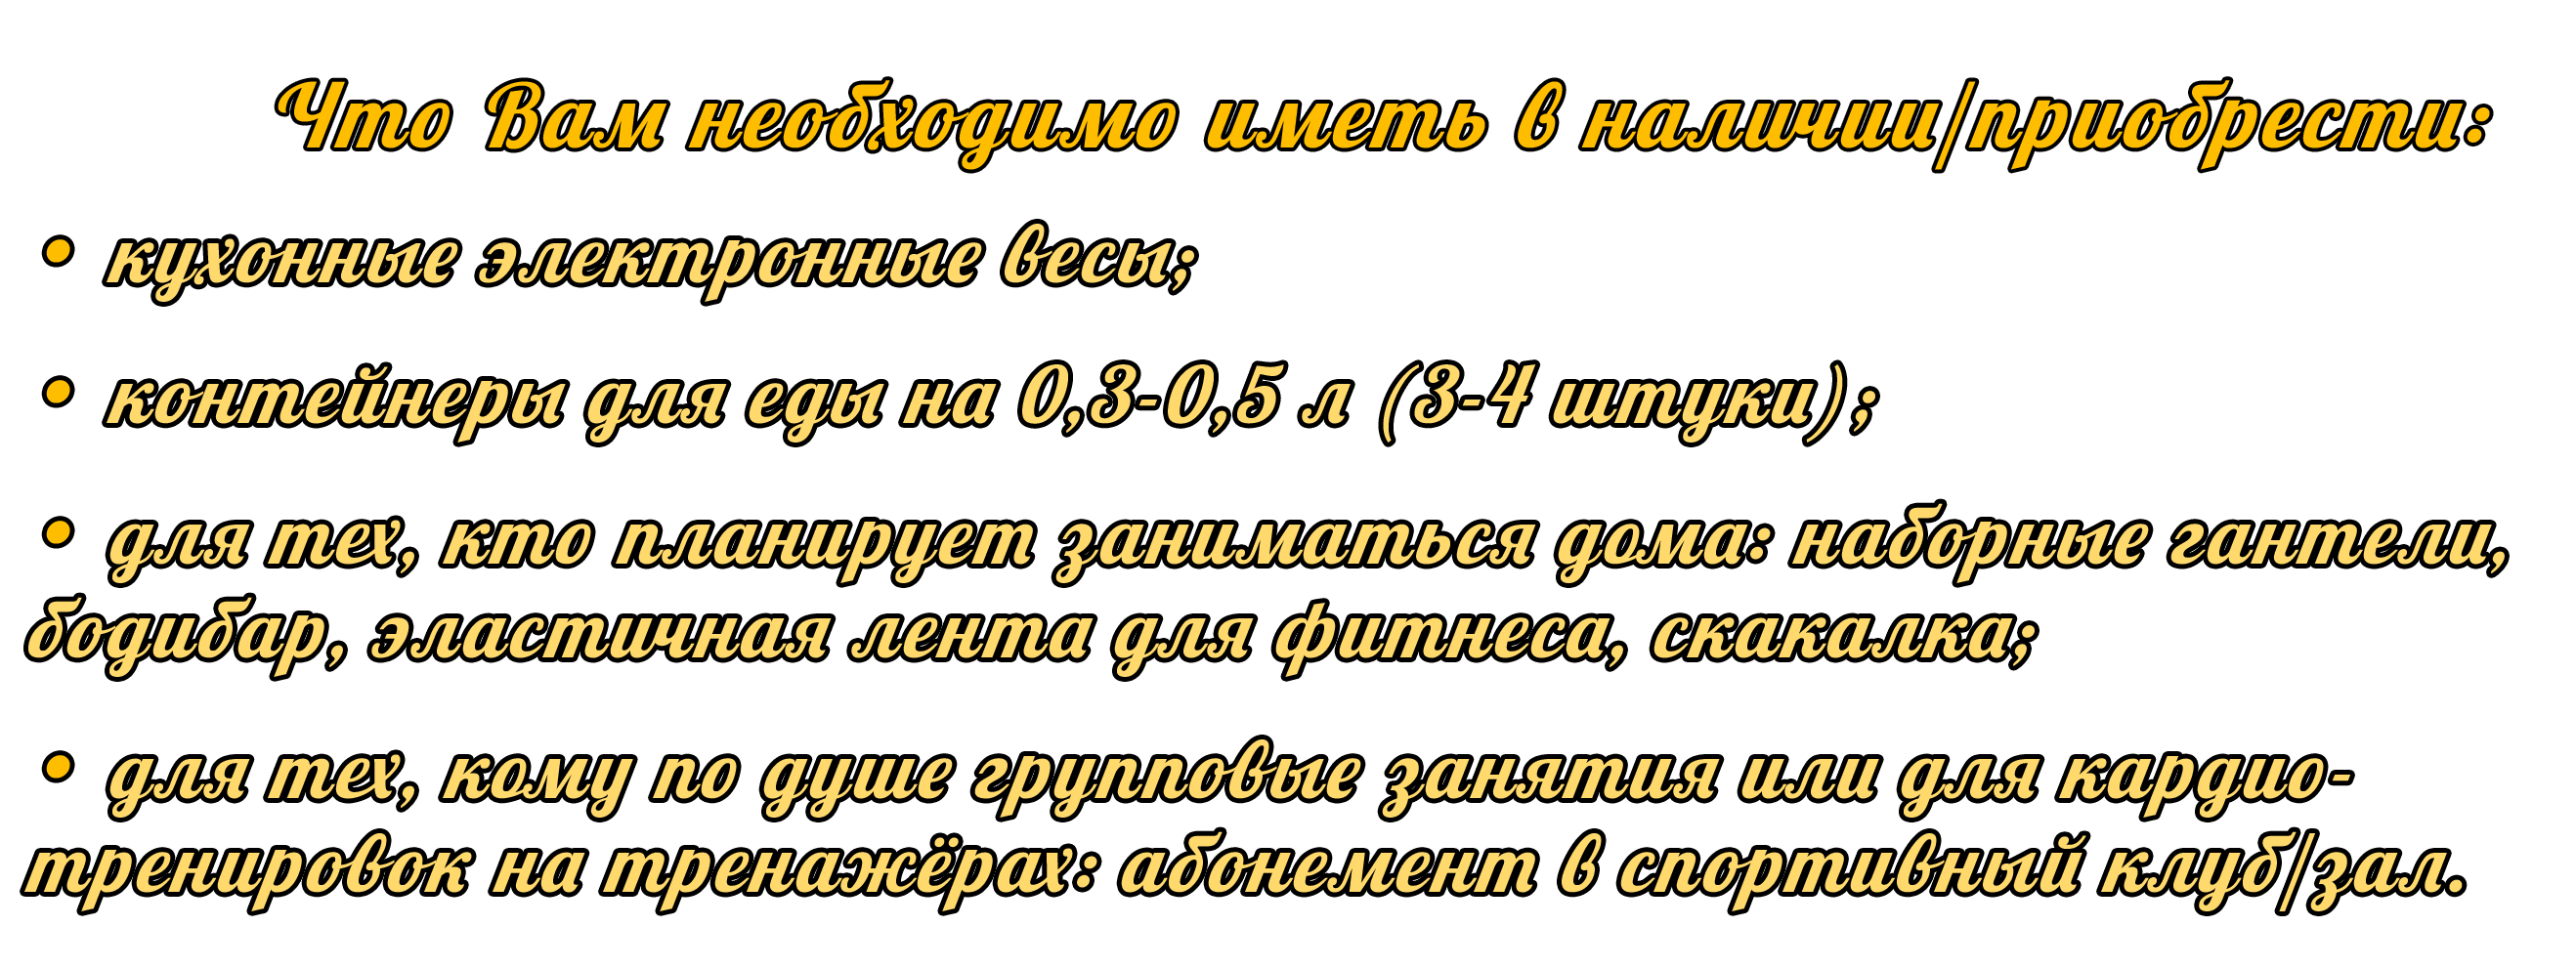 Что Вам необходимо иметь в наличии/приобрести:
• кухонные электронные весы;
• контейнеры для еды на 0,3-0,5 л (3-4 штуки);
• для тех, кто планирует заниматься дома: наборные гантели,
бодибар, эластичная лента для фитнеса, скакалка;
• для тех, кому по душе групповые занятия или для кардио-
тренировок на тренажёрах: абонемент в спортивный клуб/зал.